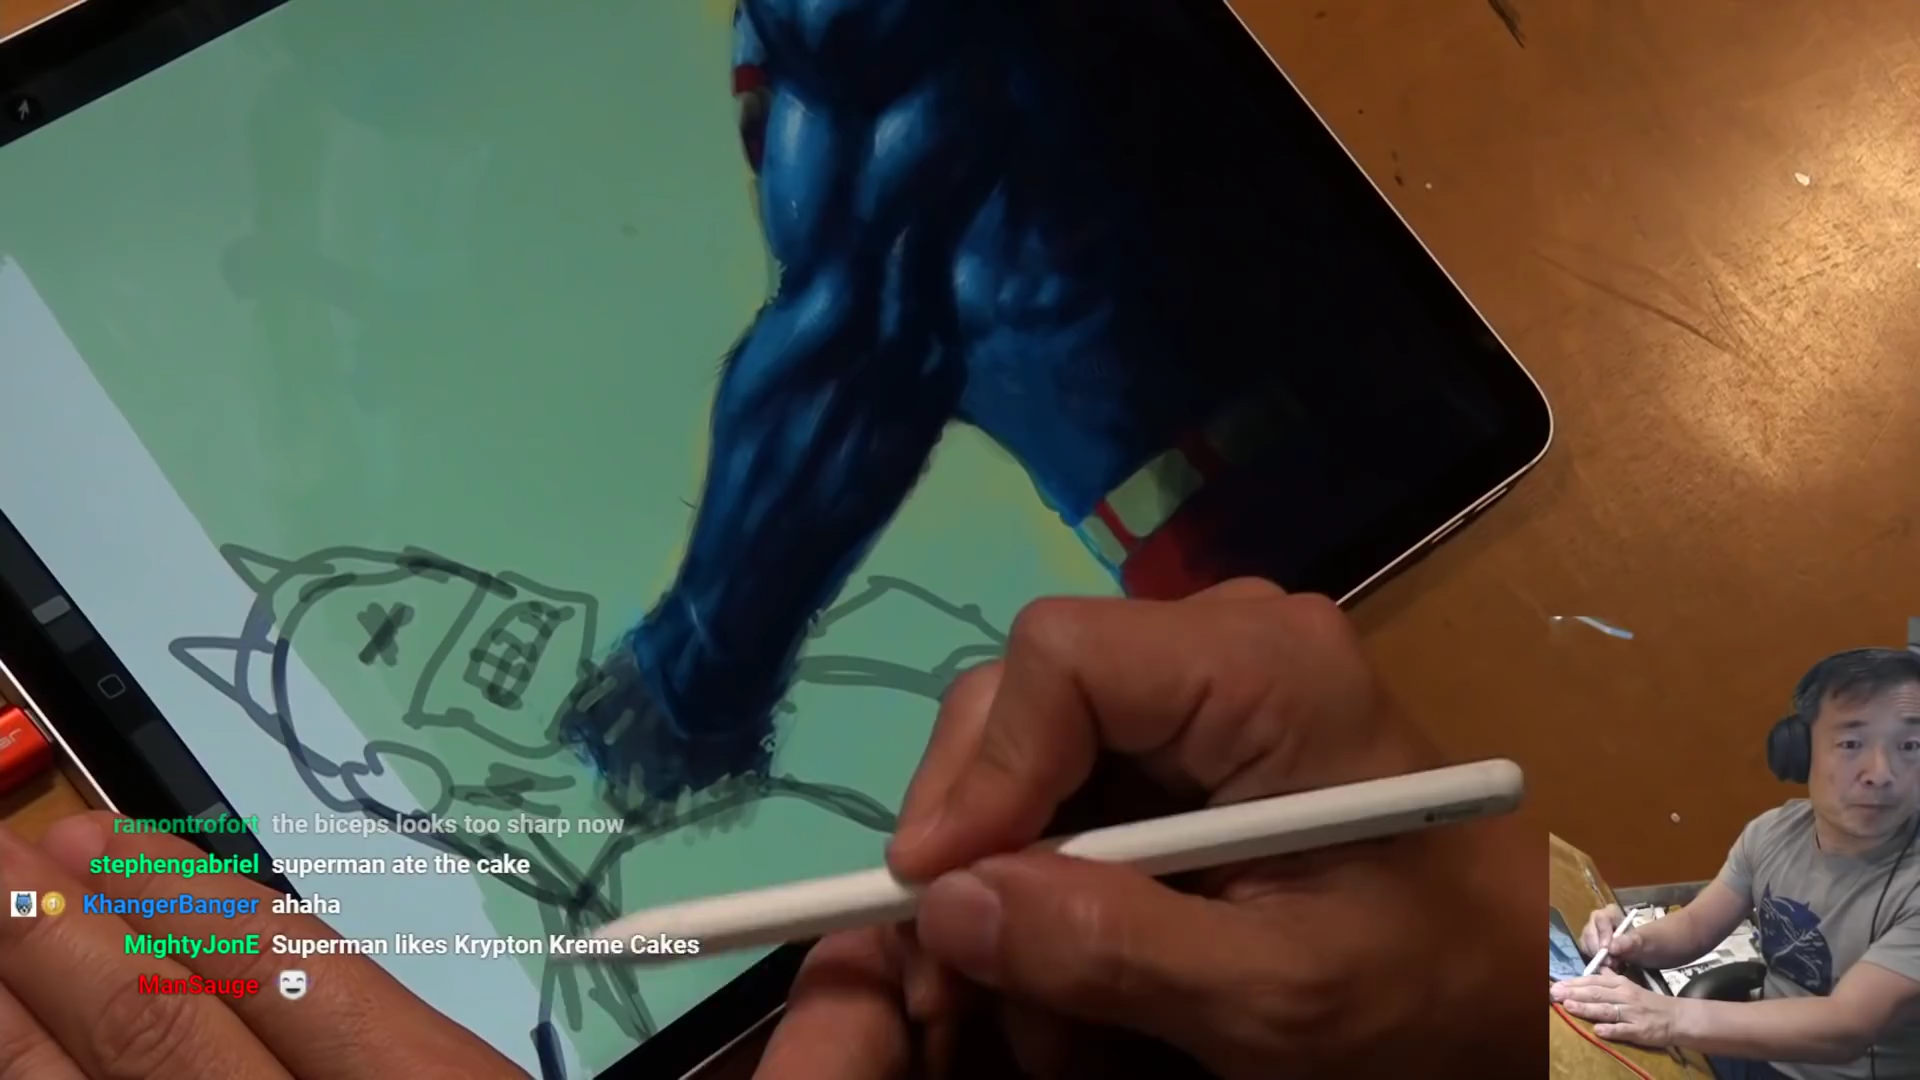 ramontrofort the biceps looks too sharp now
stephengabriel superman ate the cake
KhangerBanger ahaha
MightyJonE Superman likes Krypton Kreme Cakes
ManSauge